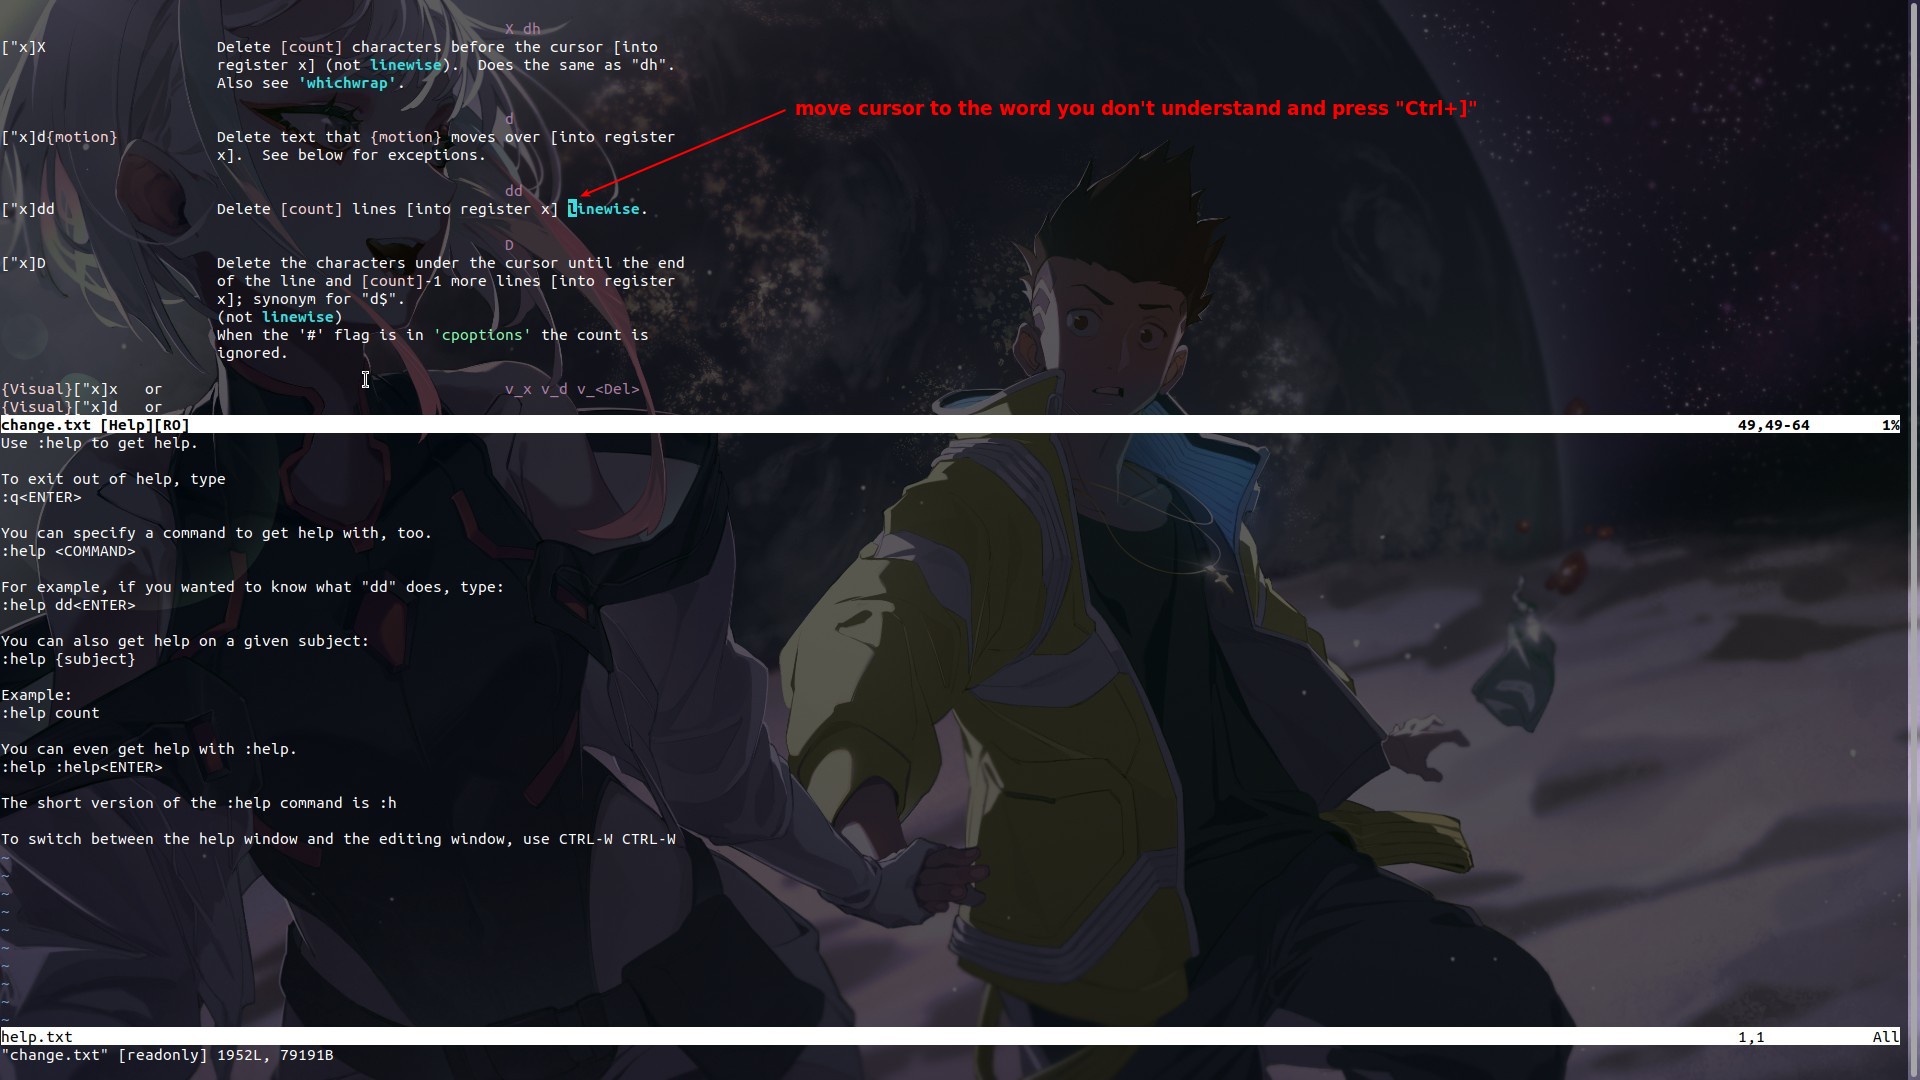 X dh
["x]X Delete [count] characters before the cursor [into
register x] (not linewise). Does the same as "dh".
Also see 'whichwrap'.
move cursor to the word you don't understand and press "Ctrl+]"
d
["x]d{motion} Delete text that {motion} moves over [into register
x]. See below for exceptions.
dd
["x]dd Delete [count] lines [into register x] linewise.
D
["x]D Delete the characters under the cursor until the end
of the line and [count]-1 more lines [into register
x]; synonym for "d$".
(not linewise)
When the '#' flag is in 'cpoptions' the count is
ignored.
{Visual}["x]x or v_x v_d v_<Del>
{Visual}["x]d or
change.txt [Help][RO] 49,49-64 1%
Use :help to get help.
To exit out of help, type
:q<ENTER>
You can specify a command to get help with, too.
:help <COMMAND>
For example, if you wanted to know what "dd" does, type:
:help dd<ENTER>
You can also get help on a given subject:
:help {subject}
Example:
:help count
You can even get help with :help.
:help :help<ENTER>
The short version of the :help command is :h
To switch between the help window and the editing window, use CTRL-W CTRL-W
~
~
~
~
~
~
~
~
~
~
help.txt 1,1 All
"change.txt" [readonly] 1952L, 79191B